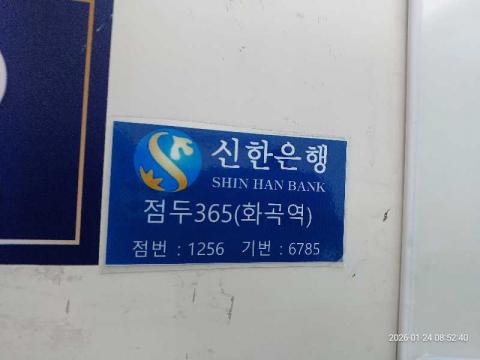 신한은행
SHIN HAN BANK
점두365(화곡역)
점번 : 1256 기번 : 6785
2026-01-24 08:52:40